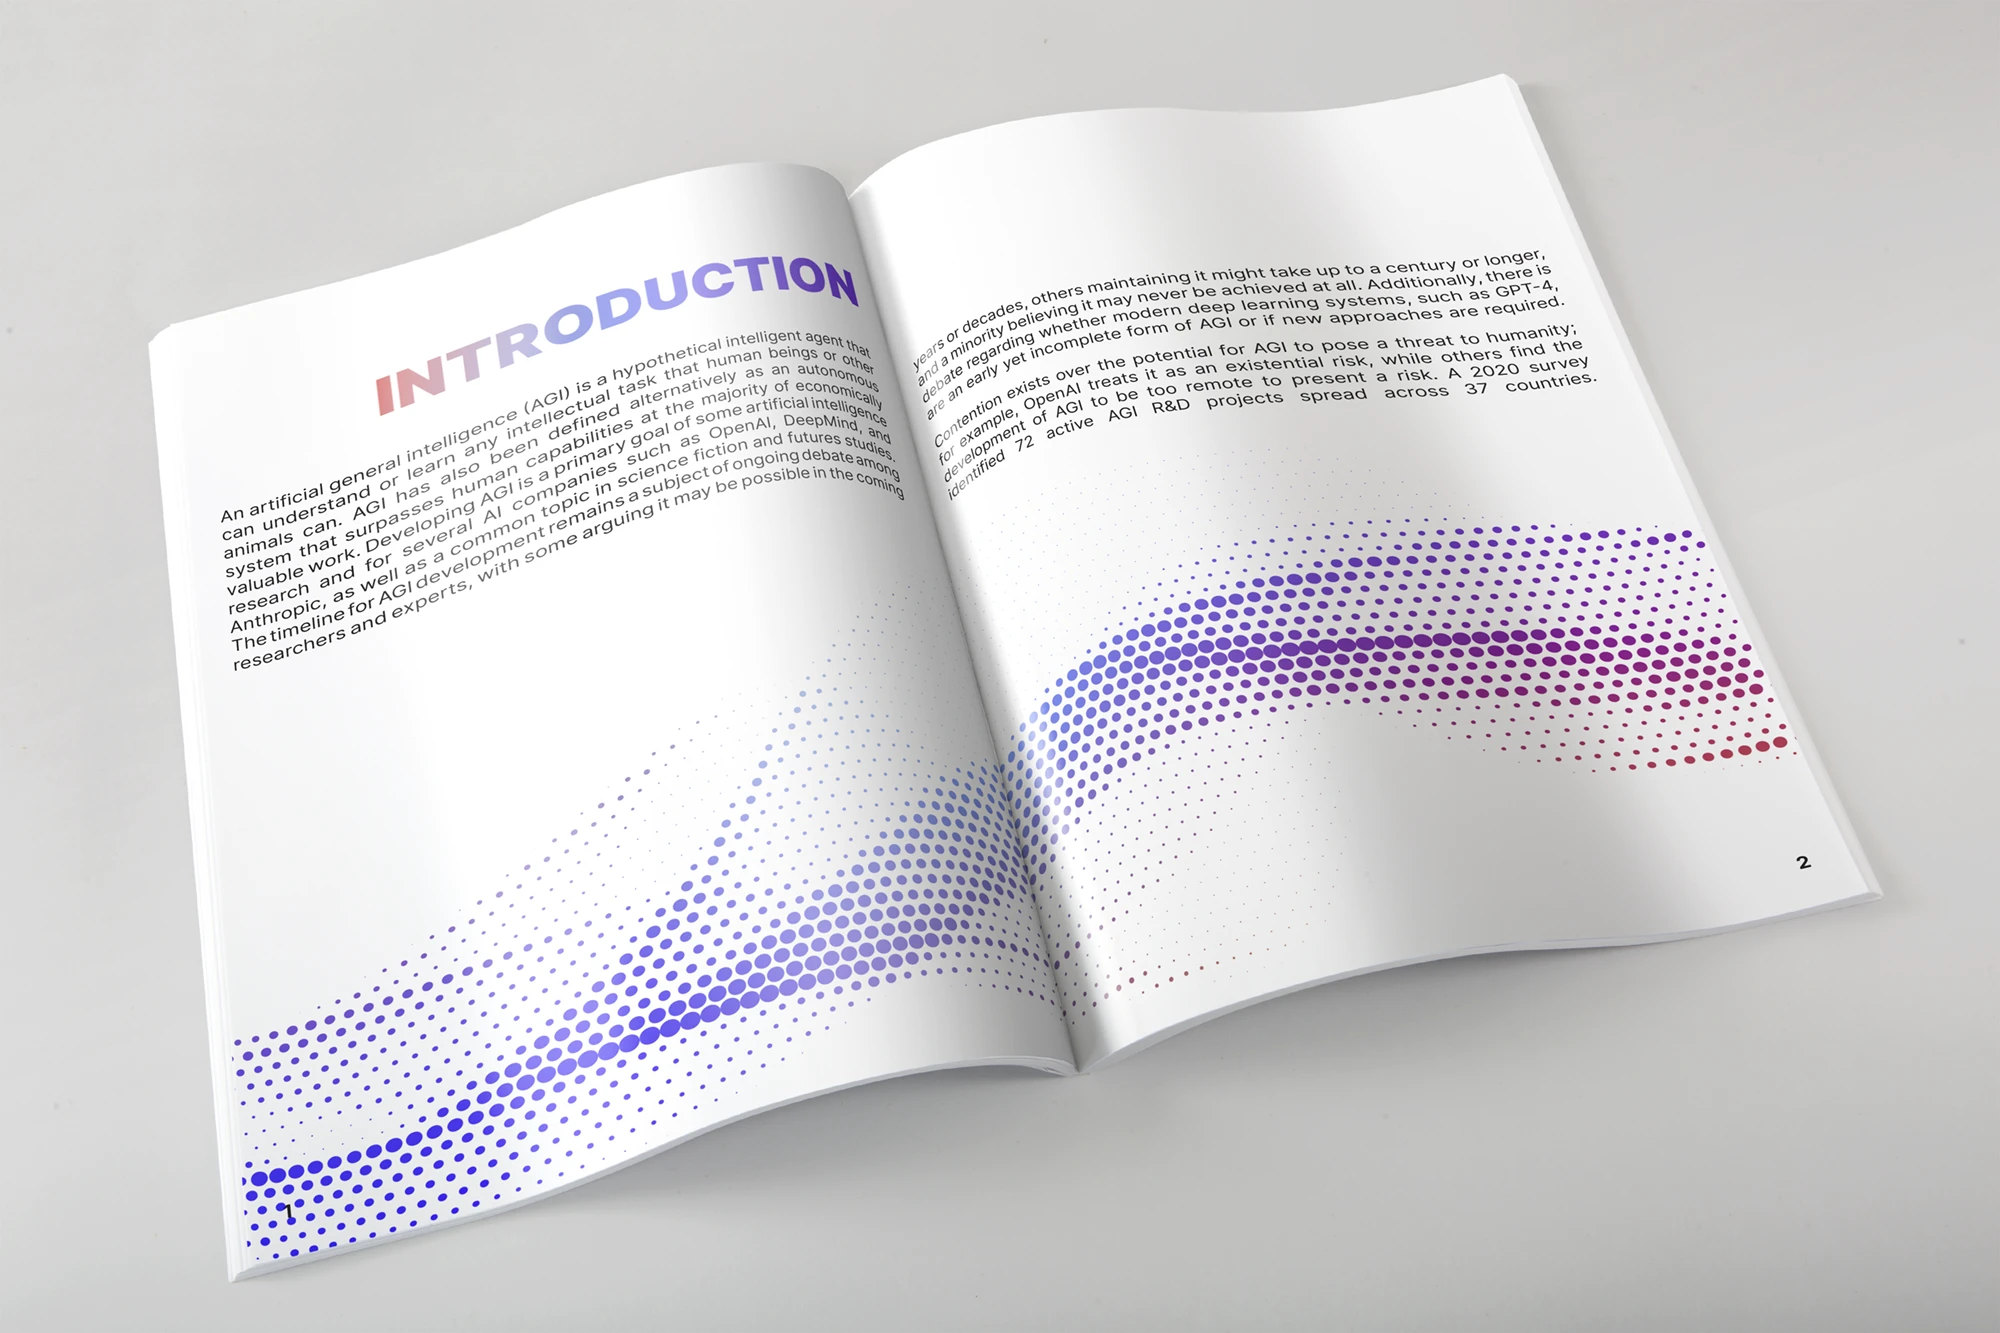 INTRODUCTION
An artificial general intelligence (AGI) is a hypothetical intelligent agent that
can understand or learn any intellectual task that human beings or other
animals can. AGI has also been defined alternatively as an autonomous
system that surpasses human capabilities at the majority of economically
valuable work. Developing AGI is a primary goal of some artificial intelligence
research and for several AI companies such as OpenAI, DeepMind, and
Anthropic, as well as a common topic in science fiction and futures studies.
The timeline for AGI development remains a subject of ongoing debate among
researchers and experts, with some arguing it may be possible in the coming
1
years or decades, others maintaining it might take up to a century or longer,
and a minority believing it may never be achieved at all. Additionally, there is
debate regarding whether modern deep learning systems, such as GPT-4,
are an early yet incomplete form of AGI or if new approaches are required.
Contention exists over the potential for AGI to pose a threat to humanity;
for example, OpenAI treats it as an existential risk, while others find the
development of AGI to be too remote to present a risk. A 2020 survey
identified 72 active AGI R&D projects spread across 37 countries.
2